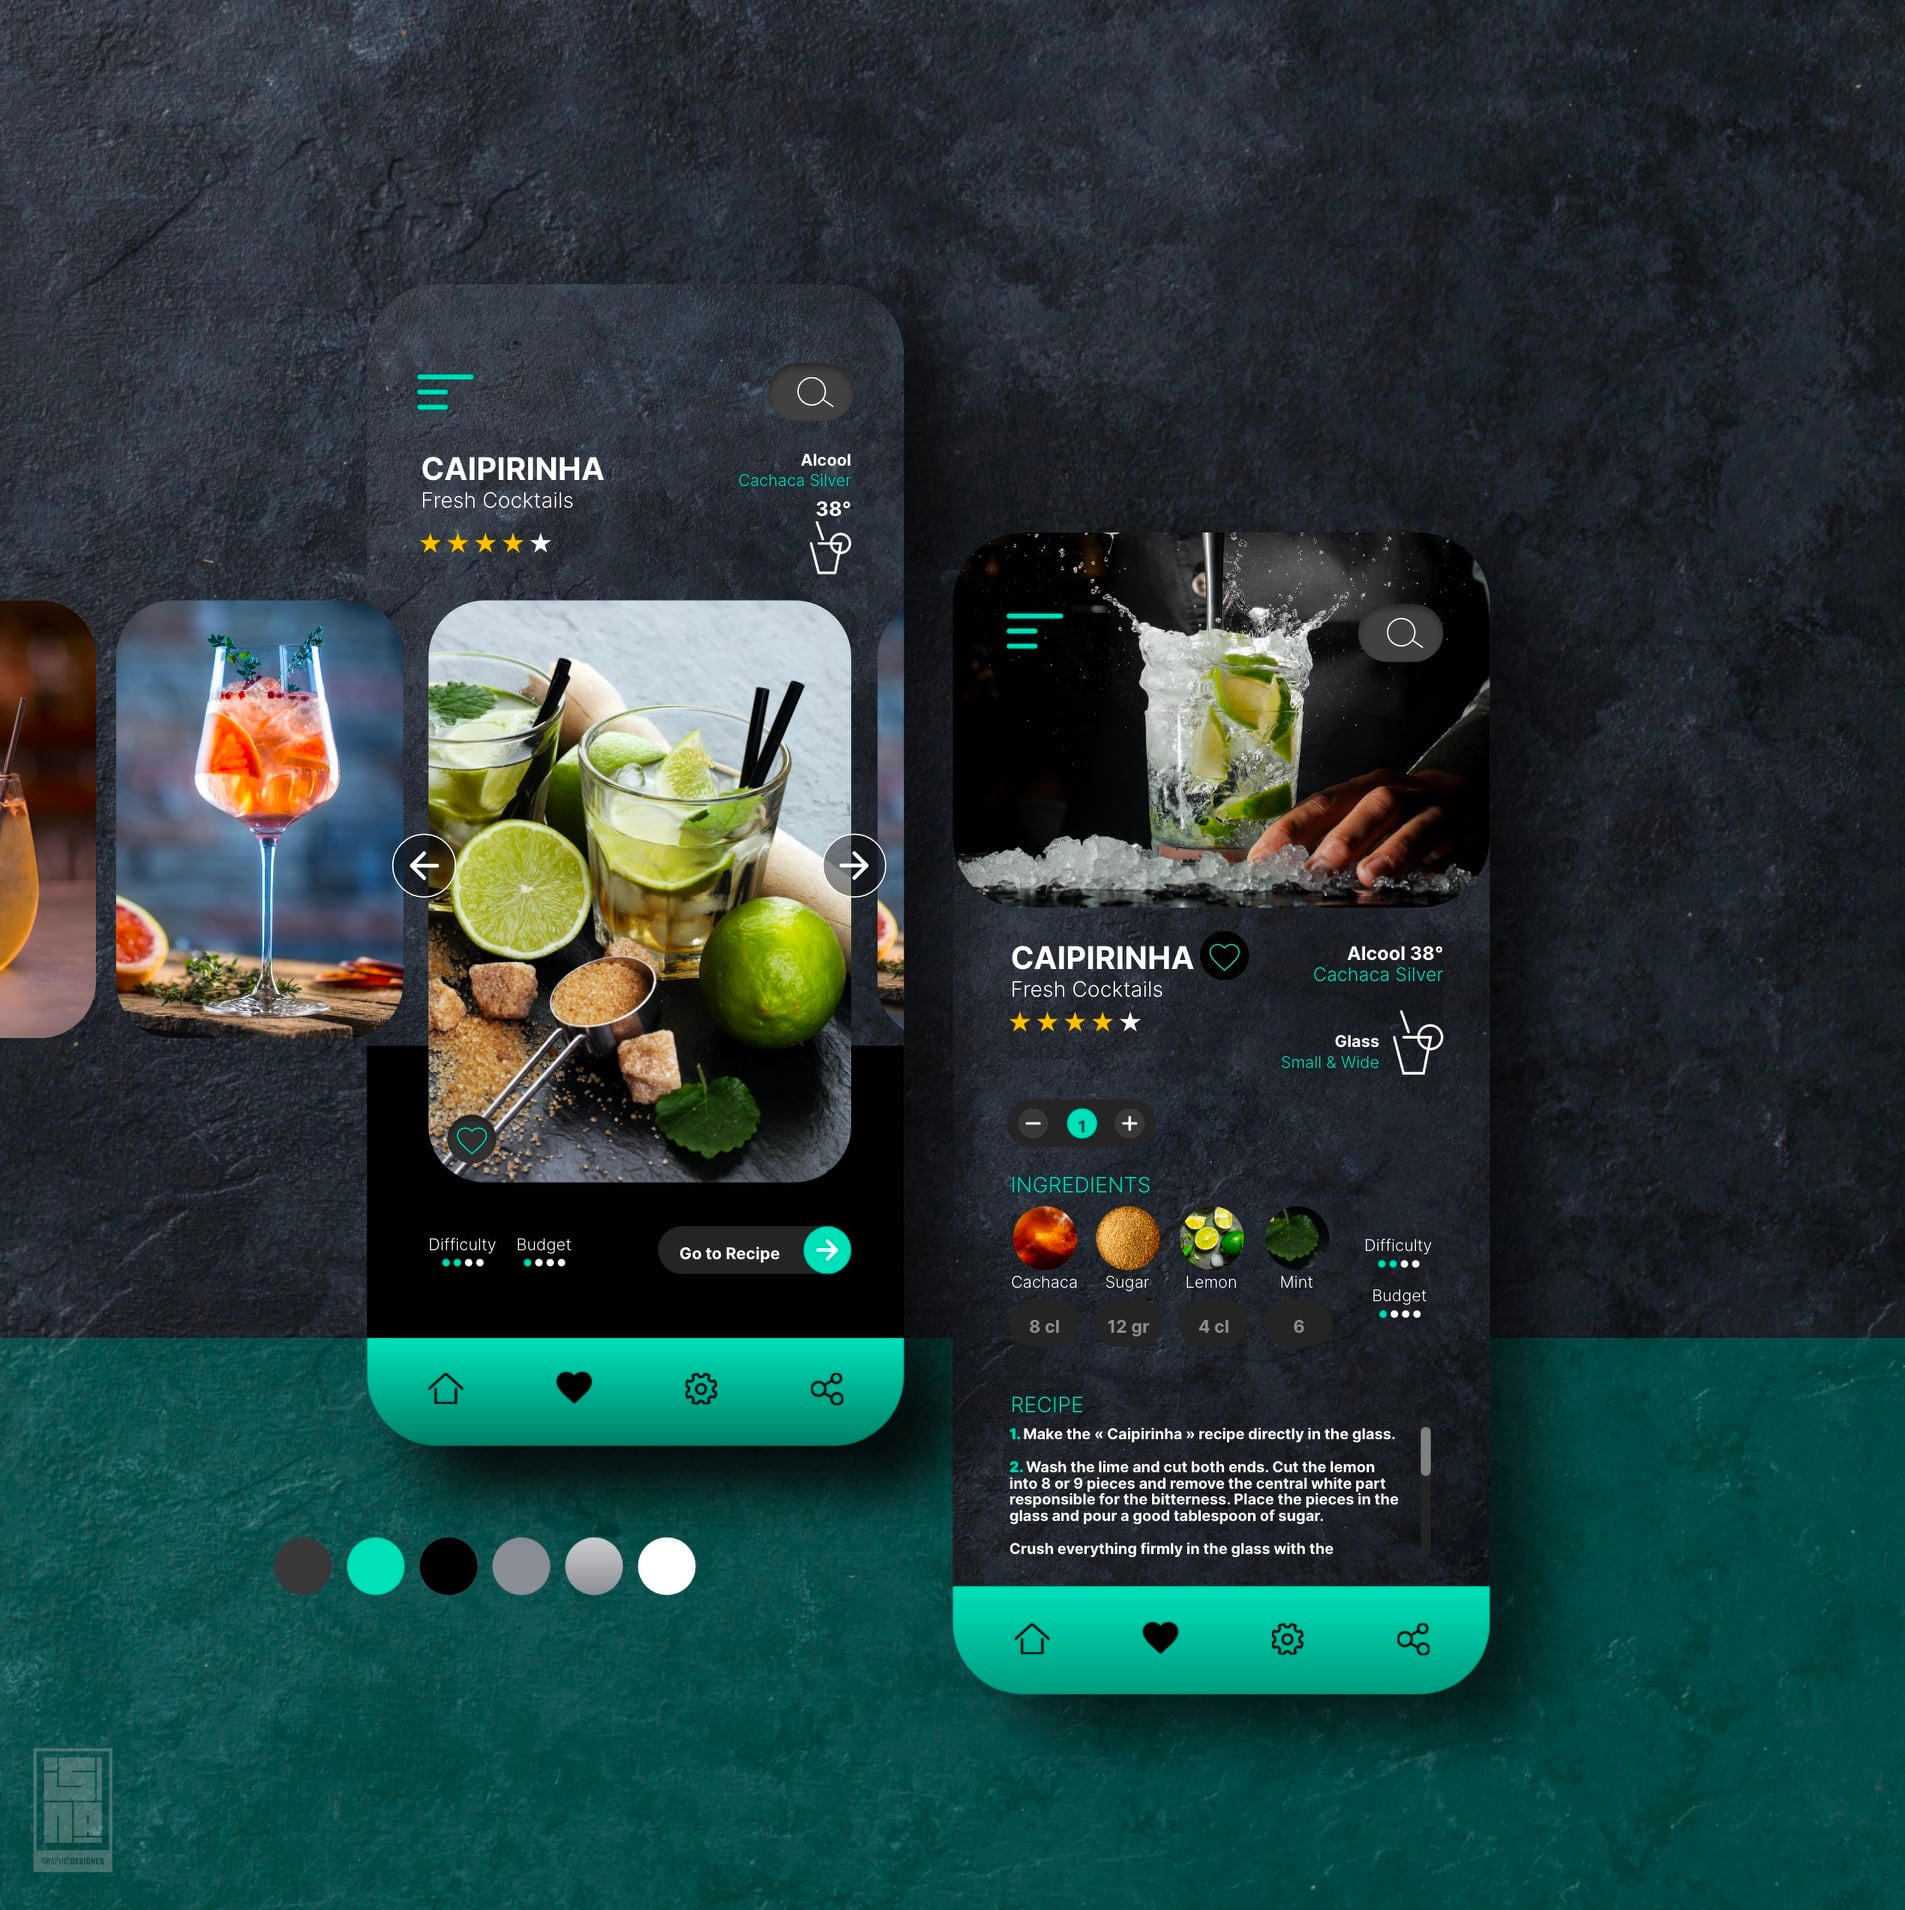 CAIPIRINHA
Fresh Cocktails
Alcool
Cachaca Silver
38°
Difficulty
Budget
Go to Recipe
CAIPIRINHA
Fresh Cocktails
Alcool 38°
Cachaca Silver
Glass
Small & Wide
1
INGREDIENTS
Cachaca
Sugar
Lemon
Mint
8 cl
12 gr
4 cl
6
Difficulty
Budget
RECIPE
1. Make the « Caipirinha » recipe directly in the glass.
2. Wash the lime and cut both ends. Cut the lemon
into 8 or 9 pieces and remove the central white part
responsible for the bitterness. Place the pieces in the
glass and pour a good tablespoon of sugar.
Crush everything firmly in the glass with the
iSI
NA
GRAPHICDESIGNER